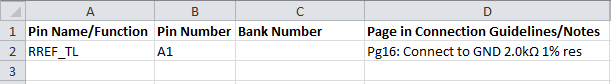 A B C D
1 Pin Name/Function Pin Number Bank Number Page in Connection Guidelines/Notes
2 RREF_TL A1 Pg16: Connect to GND 2.0kΩ 1% res
3